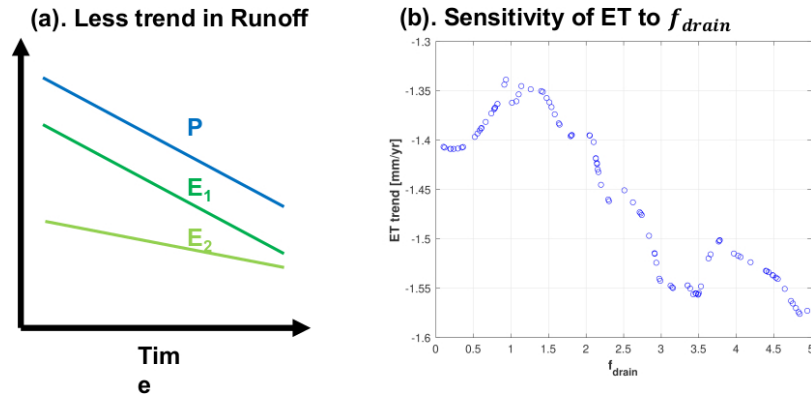 (a). Less trend in Runoff
P
E₁
E₂
Tim
e
(b). Sensitivity of ET to f_drain
-1.3
-1.35
-1.4
-1.45
-1.5
-1.55
-1.6
ET trend [mm/yr]
0 0.5 1 1.5 2 2.5 3 3.5 4 4.5 5
f_drain